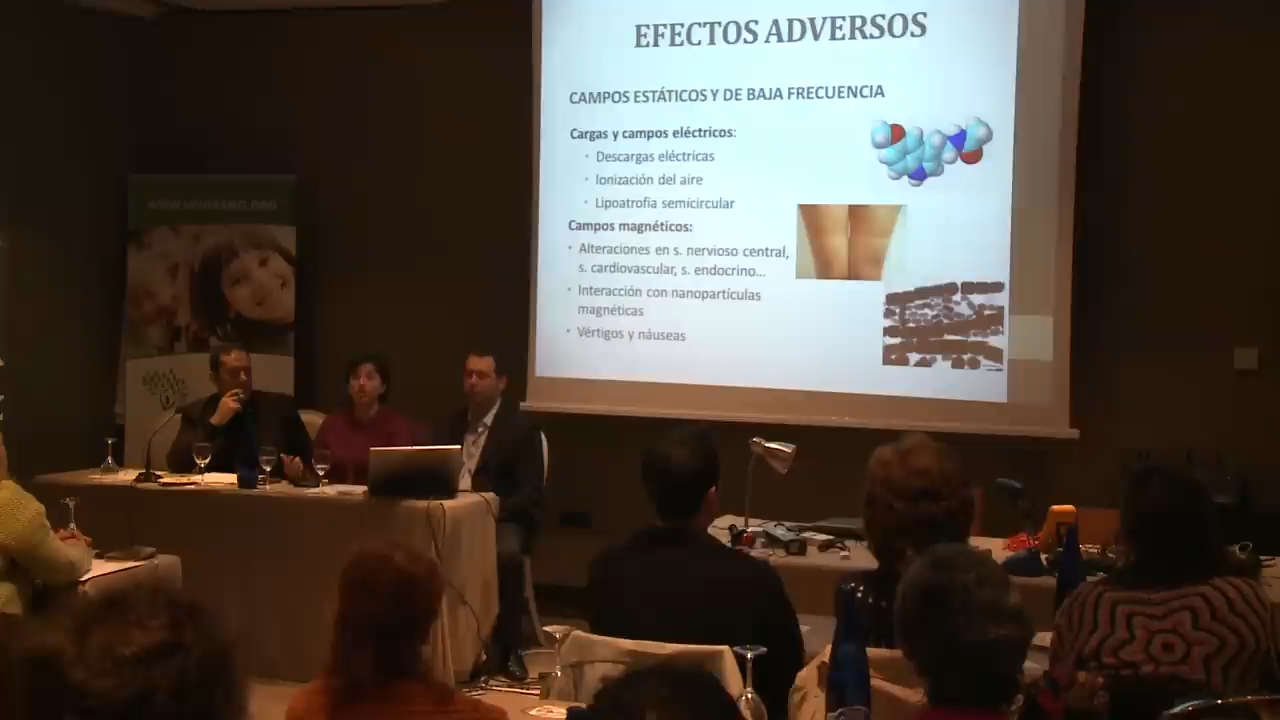 EFECTOS ADVERSOS
CAMPOS ESTÁTICOS Y DE BAJA FRECUENCIA
Cargas y campos eléctricos:
• Descargas eléctricas
• Ionización del aire
• Lipoatrofia semicircular
Campos magnéticos:
• Alteraciones en s. nervioso central,
s. cardiovascular, s. endocrino...
• Interacción con nanopartículas
magnéticas
• Vértigos y náuseas